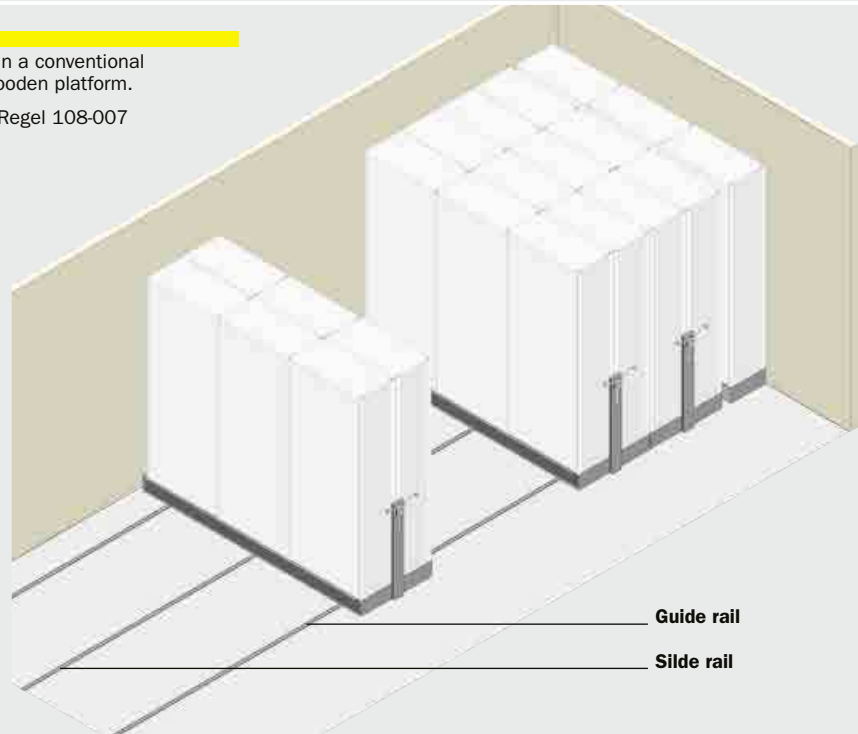 n a conventional
ooden platform.
Regel 108-007
Guide rail
Silde rail